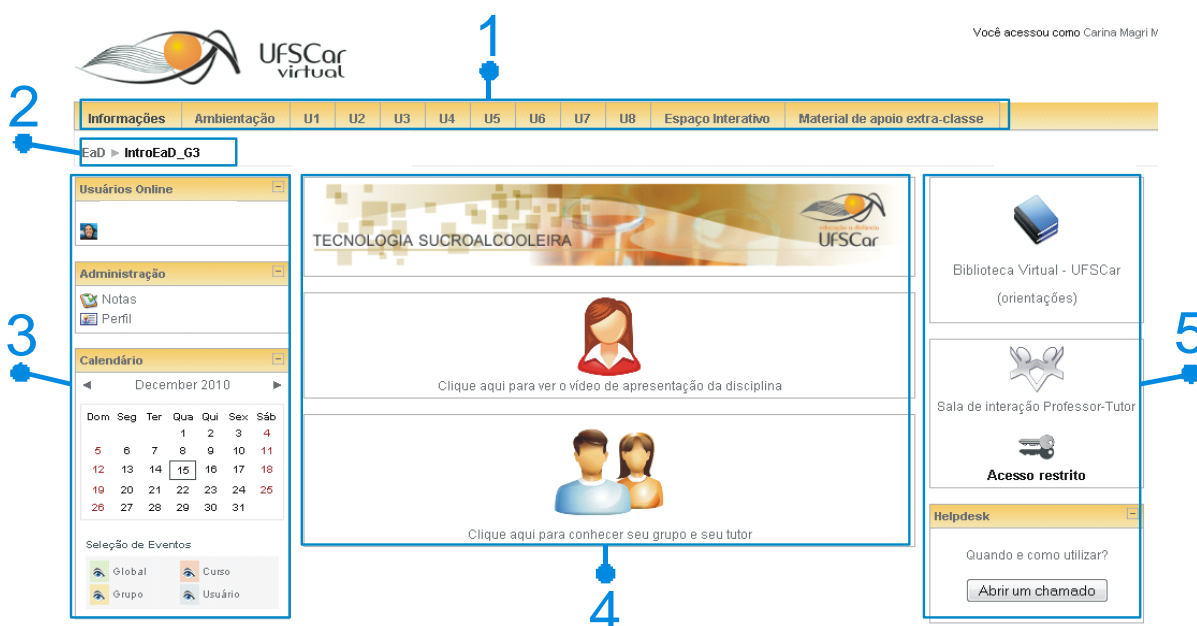 1
Você acessou como Carina Magri M
UFSCar
virtual
2
Informações Ambientação U1 U2 U3 U4 U5 U6 U7 U8 Espaço Interativo Material de apoio extra-classe
EaD ► IntroEaD_G3
3
Usuários Online
Administração
Notas
Perfil
Calendário
◄ December 2010 ►
Dom Seg Ter Qua Qui Sex Sáb
1 2 3 4
5 6 7 8 9 10 11
12 13 14 15 16 17 18
19 20 21 22 23 24 25
26 27 28 29 30 31
Seleção de Eventos
Global Curso
Grupo Usuário
TECNOLOGIA SUCROALCOOLEIRA
educação a distância
UFSCar
Clique aqui para ver o vídeo de apresentação da disciplina
Clique aqui para conhecer seu grupo e seu tutor
4
Biblioteca Virtual - UFSCar
(orientações)
5
Sala de interação Professor-Tutor
Acesso restrito
Helpdesk
Quando e como utilizar?
Abrir um chamado